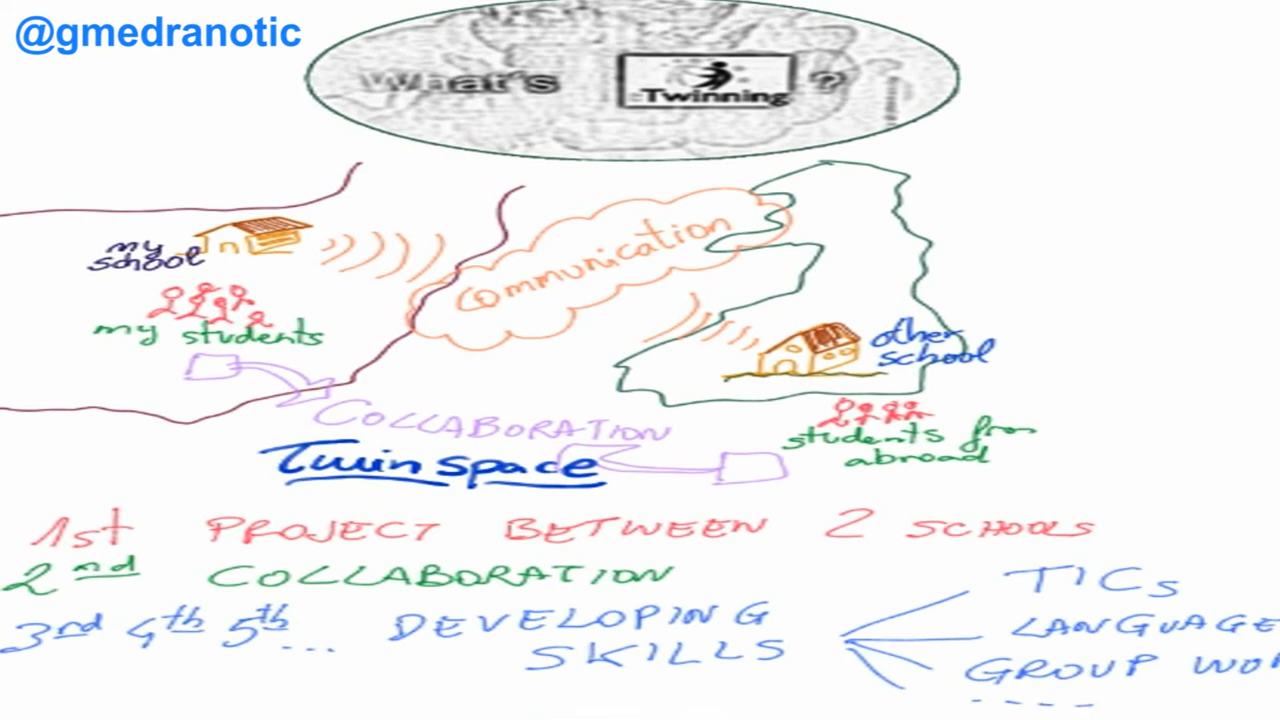 @gmedranotic
What's Twinning ?
my
school
my students
Communication
other
school
students from
abroad
COLLABORATION
Twinspace
1st PROJECT BETWEEN 2 SCHOOLS
2nd COLLABORATION
3rd 4th 5th... DEVELOPING
SKILLS
TICs
LANGUAGE
GROUP WOR
....